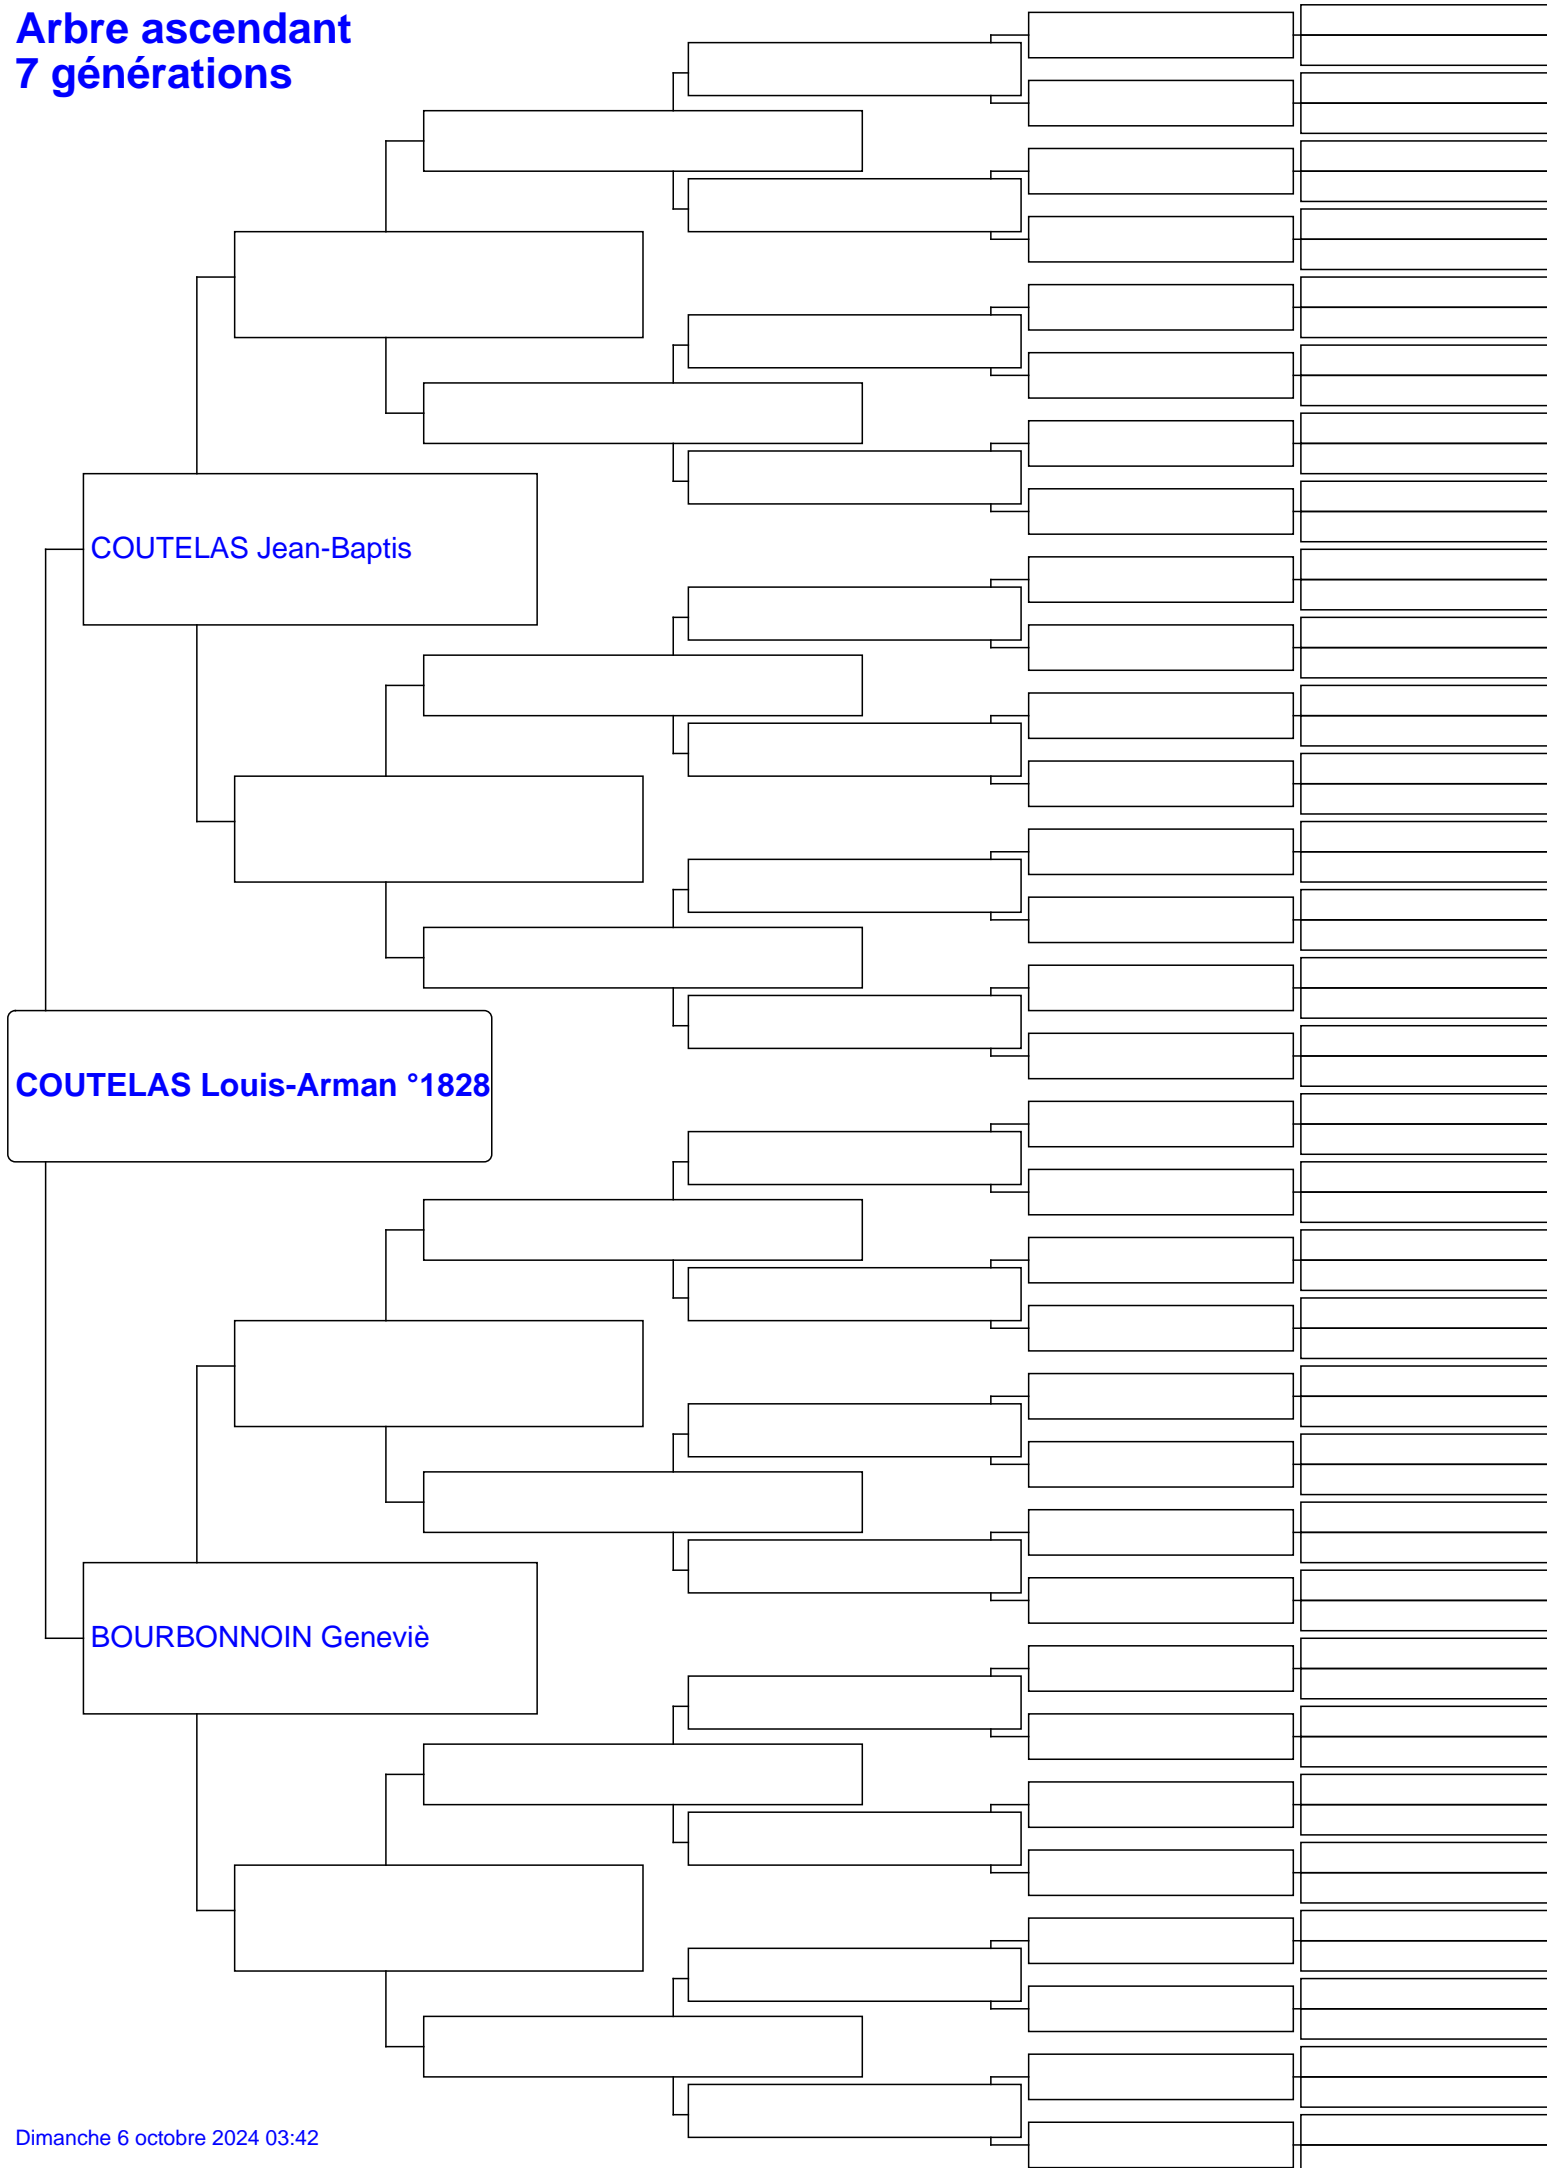 Arbre ascendant
7 générations
COUTELAS Jean-Baptis
COUTELAS Louis-Arman °1828
BOURBONNOIN Geneviè
Dimanche 6 octobre 2024 03:42